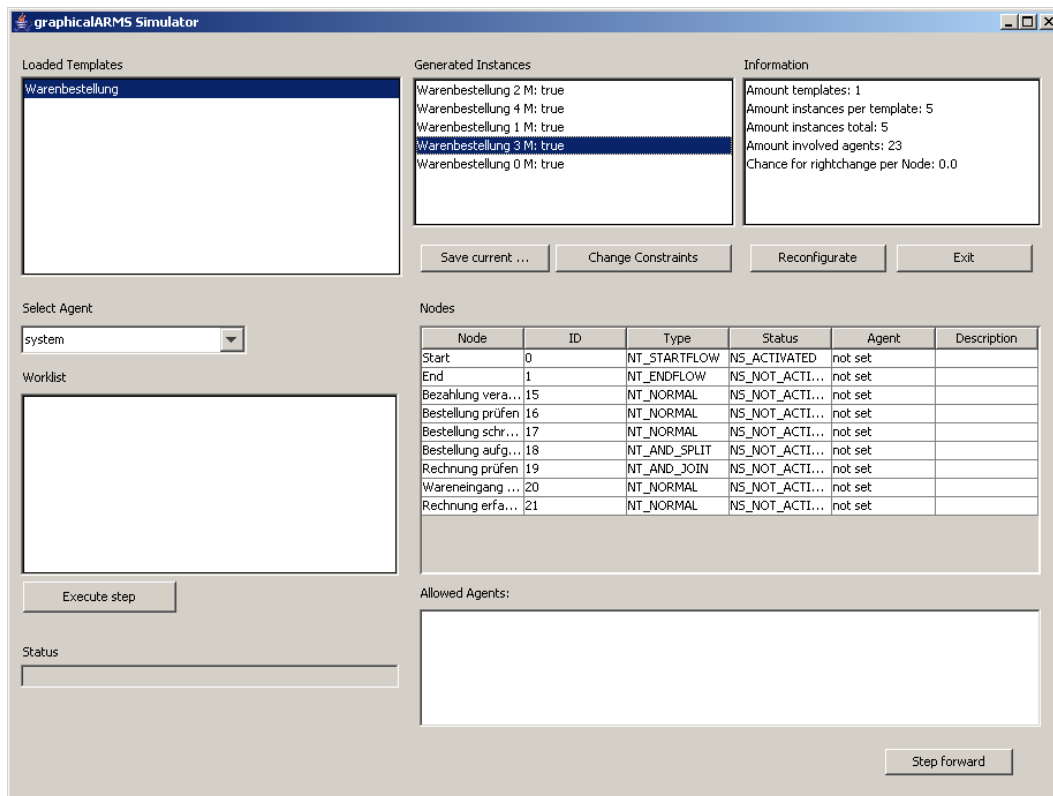 graphicalARMS Simulator
Loaded Templates
Warenbestellung
Generated Instances
Warenbestellung 2 M: true
Warenbestellung 4 M: true
Warenbestellung 1 M: true
Warenbestellung 3 M: true
Warenbestellung 0 M: true
Information
Amount templates: 1
Amount instances per template: 5
Amount instances total: 5
Amount involved agents: 23
Chance for rightchange per Node: 0.0
Save current ... Change Constraints Reconfigurate Exit
Select Agent
system
Worklist
Execute step
Status
Nodes
Node ID Type Status Agent Description
Start 0 NT_STARTFLOW NS_ACTIVATED not set
End 1 NT_ENDFLOW NS_NOT_ACTI... not set
Bezahlung vera... 15 NT_NORMAL NS_NOT_ACTI... not set
Bestellung prüfen 16 NT_NORMAL NS_NOT_ACTI... not set
Bestellung schr... 17 NT_NORMAL NS_NOT_ACTI... not set
Bestellung aufg... 18 NT_AND_SPLIT NS_NOT_ACTI... not set
Rechnung prüfen 19 NT_AND_JOIN NS_NOT_ACTI... not set
Wareneingang ... 20 NT_NORMAL NS_NOT_ACTI... not set
Rechnung erfa... 21 NT_NORMAL NS_NOT_ACTI... not set
Allowed Agents:
Step forward